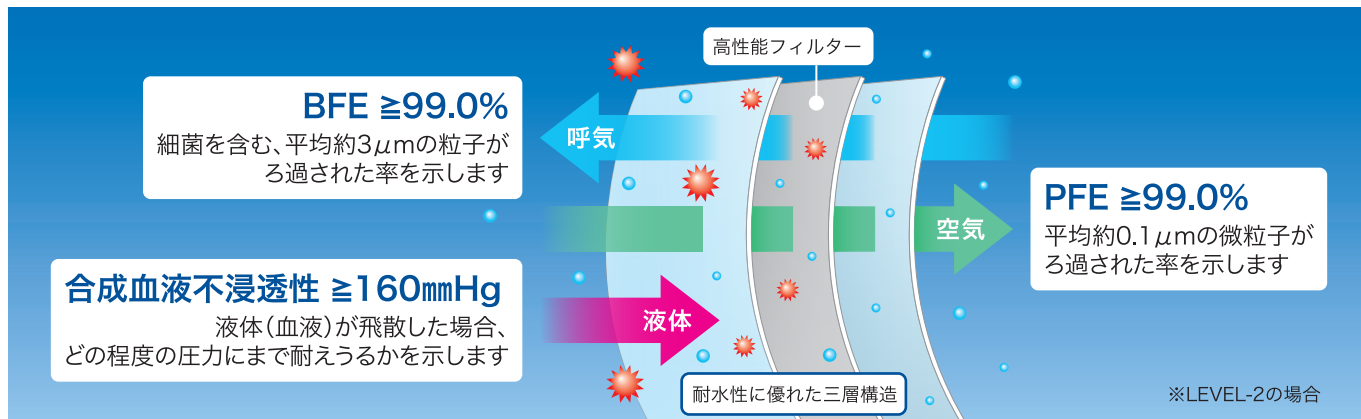 高性能フィルター
BFE ≧99.0%
細菌を含む、平均約3μmの粒子が
ろ過された率を示します
呼気
PFE ≧99.0%
平均約0.1μmの微粒子が
ろ過された率を示します
空気
合成血液不浸透性 ≧160㎜Hg
液体(血液)が飛散した場合、
どの程度の圧力にまで耐えうるかを示します
液体
耐水性に優れた三層構造
※LEVEL-2の場合